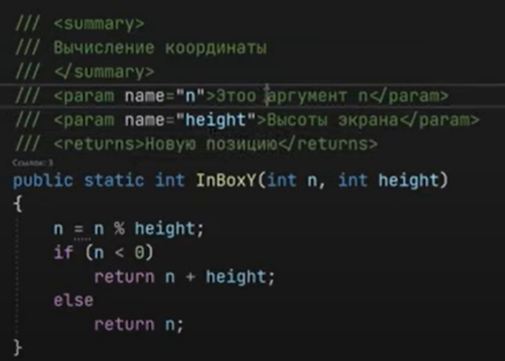 /// <summary>
/// Вычисление координаты
/// </summary>
/// <param name="n">Этоо аргумент n</param>
/// <param name="height">Высоты экрана</param>
/// <returns>Новую позицию</returns>
Ссылок: 3
public static int InBoxY(int n, int height)
{
    n = n % height;
    if (n < 0)
        return n + height;
    else
        return n;
}